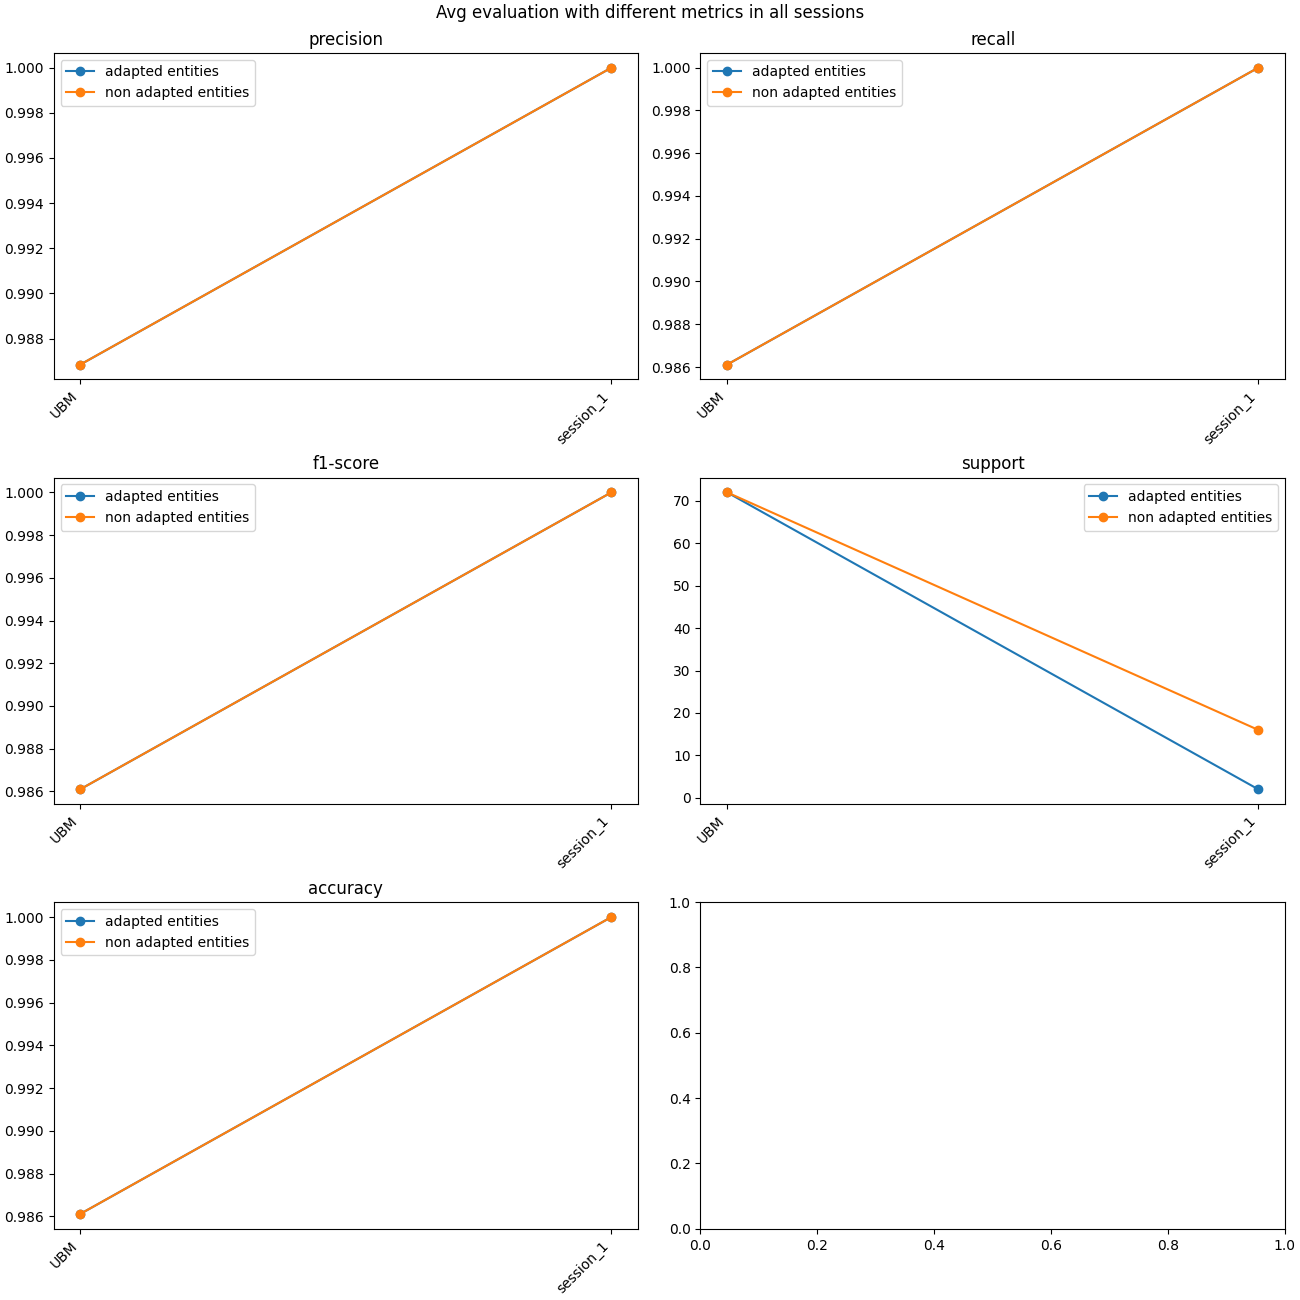 Avg evaluation with different metrics in all sessions
precision
adapted entities
non adapted entities
1.000
0.998
0.996
0.994
0.992
0.990
0.988
UBM
session_1
recall
adapted entities
non adapted entities
1.000
0.998
0.996
0.994
0.992
0.990
0.988
0.986
UBM
session_1
f1-score
adapted entities
non adapted entities
1.000
0.998
0.996
0.994
0.992
0.990
0.988
0.986
UBM
session_1
support
adapted entities
non adapted entities
70
60
50
40
30
20
10
0
UBM
session_1
accuracy
adapted entities
non adapted entities
1.000
0.998
0.996
0.994
0.992
0.990
0.988
0.986
UBM
session_1
1.0
0.8
0.6
0.4
0.2
0.0
0.0 0.2 0.4 0.6 0.8 1.0